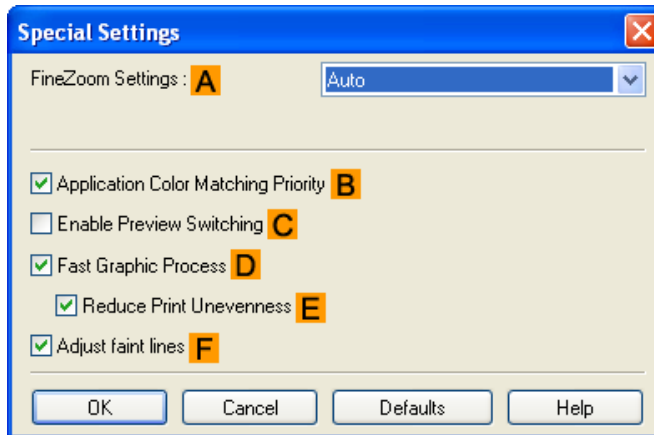 Special Settings
FineZoom Settings : A Auto
Application Color Matching Priority B
Enable Preview Switching C
Fast Graphic Process D
Reduce Print Unevenness E
Adjust faint lines F
OK Cancel Defaults Help